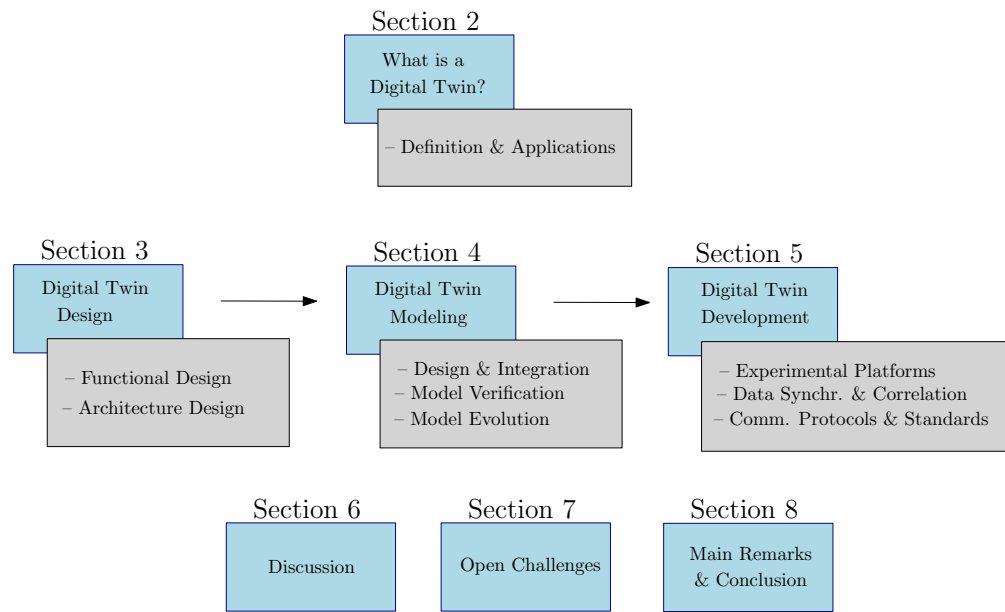 Section 2
What is a
Digital Twin?
– Definition & Applications
Section 3
Digital Twin
Design
– Functional Design
– Architecture Design
Section 4
Digital Twin
Modeling
– Design & Integration
– Model Verification
– Model Evolution
Section 5
Digital Twin
Development
– Experimental Platforms
– Data Synchr. & Correlation
– Comm. Protocols & Standards
Section 6
Discussion
Section 7
Open Challenges
Section 8
Main Remarks
& Conclusion